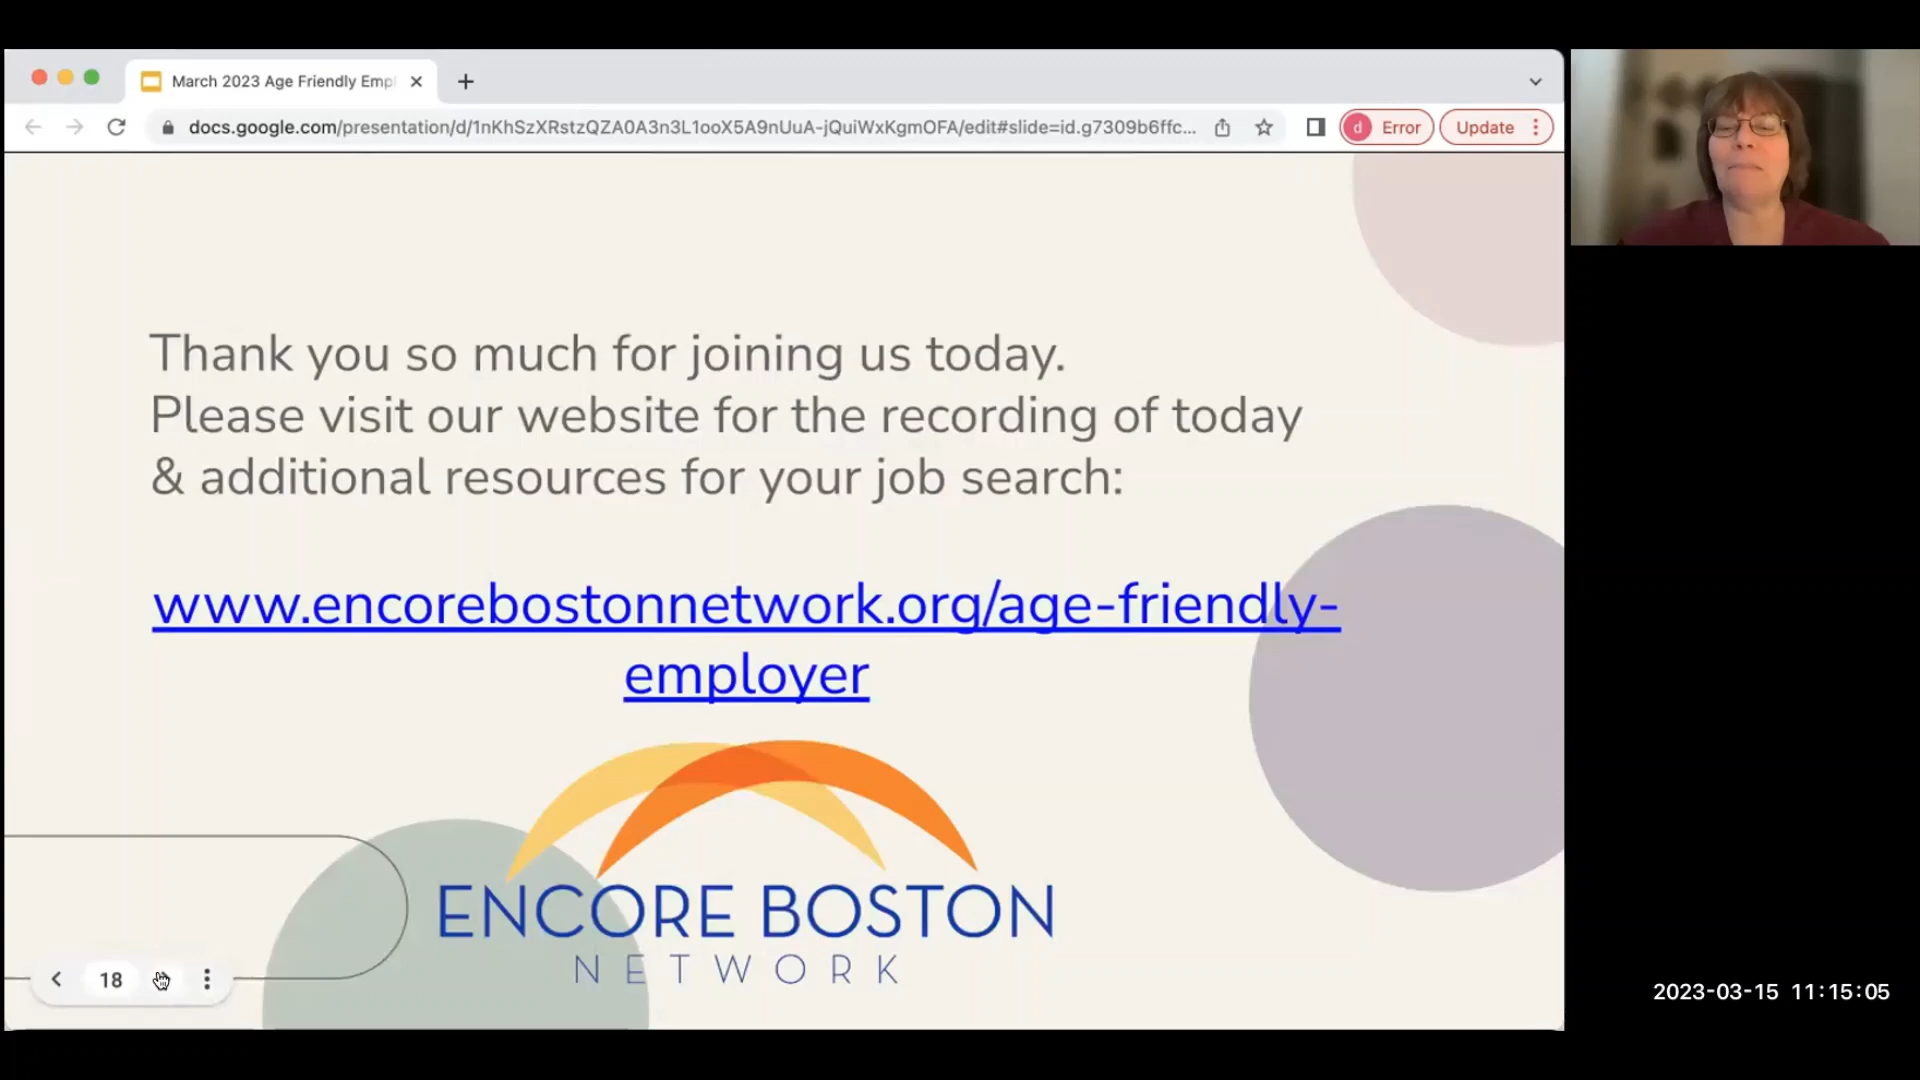 March 2023 Age Friendly Emp
docs.google.com/presentation/d/1nKhSzXRstzQZA0A3n3L1ooX5A9nUuA-jQuiWxKgmOFA/edit#slide=id.g7309b6ffc...
d Error Update
Thank you so much for joining us today.
Please visit our website for the recording of today
& additional resources for your job search:
www.encorebostonnetwork.org/age-friendly-
employer
ENCORE BOSTON
NETWORK
18
2023-03-15 11:15:05